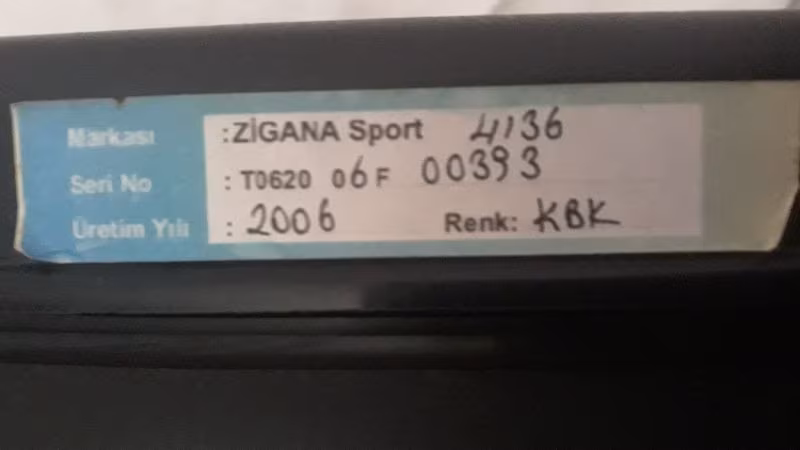 Markası :ZİGANA Sport 4136
Seri No : T0620 06F 00393
Üretim Yılı : 2006 Renk: KBK